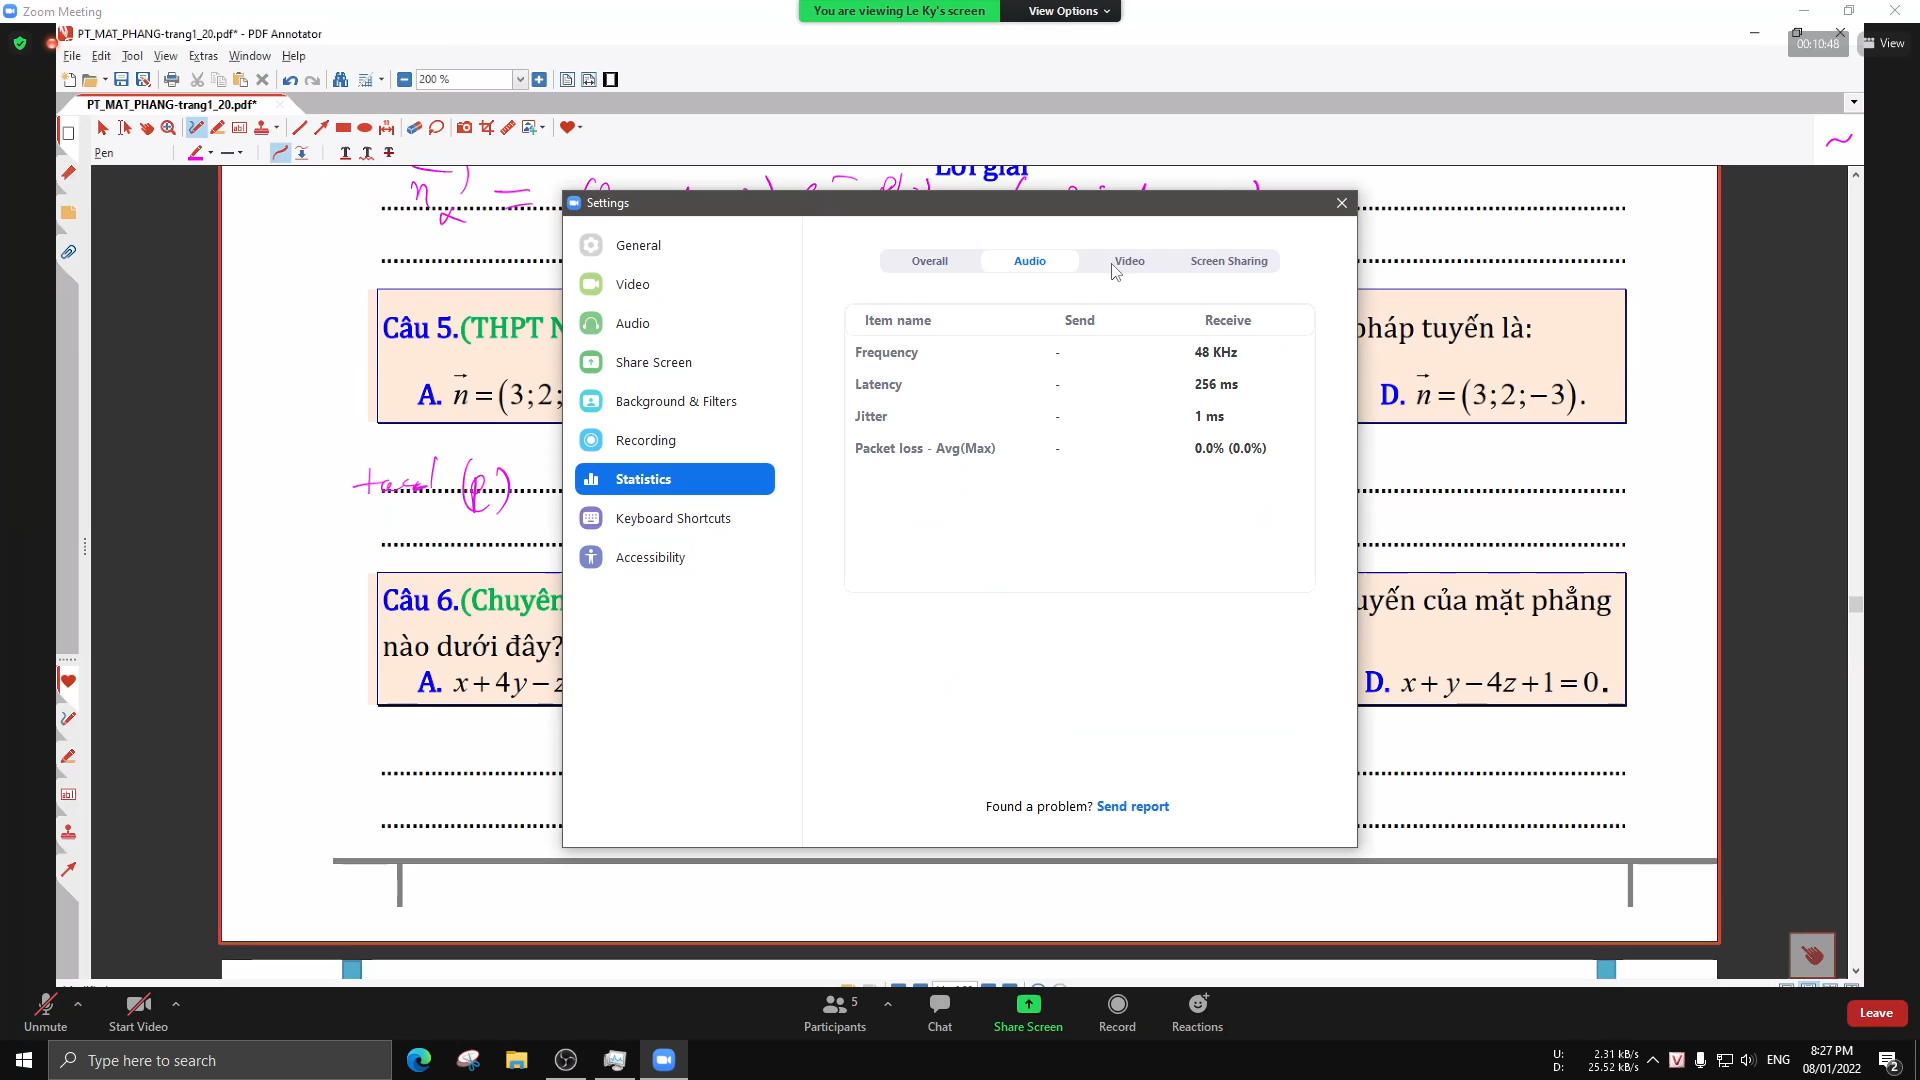 Zoom Meeting
You are viewing Le Ky's screen
View Options
PT_MAT_PHANG-trang1_20.pdf* - PDF Annotator
00:10:48
View
File Edit Tool View Extras Window Help
200 %
PT_MAT_PHANG-trang1_20.pdf*
Pen
Lời giải
n α =
Settings
General
Video
Audio
Share Screen
Background & Filters
Recording
Statistics
Keyboard Shortcuts
Accessibility
Overall Audio Video Screen Sharing
Item name Send Receive
Frequency - 48 KHz
Latency - 256 ms
Jitter - 1 ms
Packet loss - Avg(Max) - 0.0% (0.0%)
Found a problem? Send report
Câu 5.(THPT N
pháp tuyến là:
A. n = (3;2;
D. n = (3;2;−3).
(P)
Câu 6.(Chuyên
uyến của mặt phẳng
nào dưới đây?
A. x+4y−z
D. x+y−4z+1=0.
Unmute
Start Video
5
Participants
Chat
Share Screen
Record
Reactions
Leave
Type here to search
U: 2.31 kB/s
D: 25.52 kB/s
V
ENG
8:27 PM
08/01/2022
2